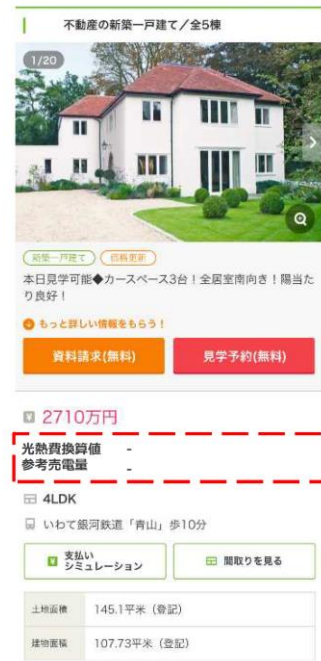 不動産の新築一戸建て／全5棟
1/20
新築一戸建て
価格更新
本日見学可能◆カースペース3台！全居室南向き！陽当た
り良好！
もっと詳しい情報をもらう！
資料請求(無料)
見学予約(無料)
2710万円
光熱費換算値 -
参考売電量 -
4LDK
いわて銀河鉄道「青山」歩10分
支払い
シミュレーション
間取りを見る
土地面積 145.1平米（登記）
建物面積 107.73平米（登記）